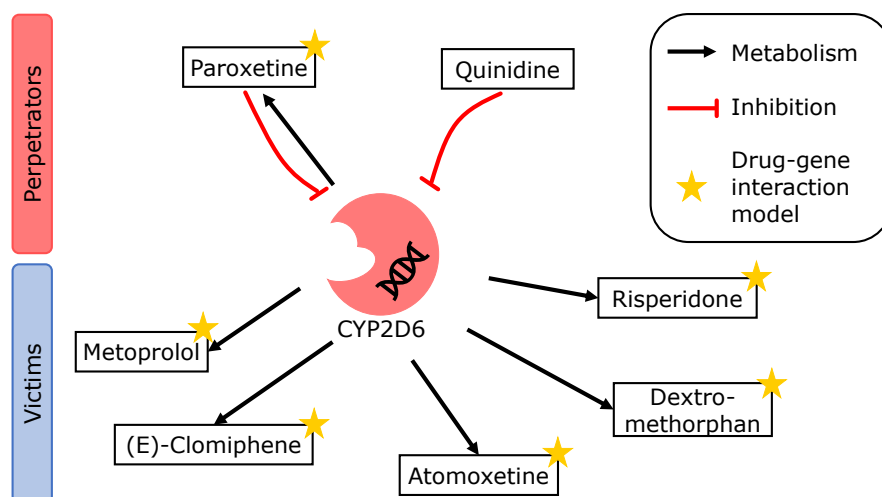 Perpetrators
Paroxetine
Quinidine
Metabolism
Inhibition
Drug-gene
interaction
model
CYP2D6
Victims
Risperidone
Metoprolol
Dextro-
methorphan
(E)-Clomiphene
Atomoxetine